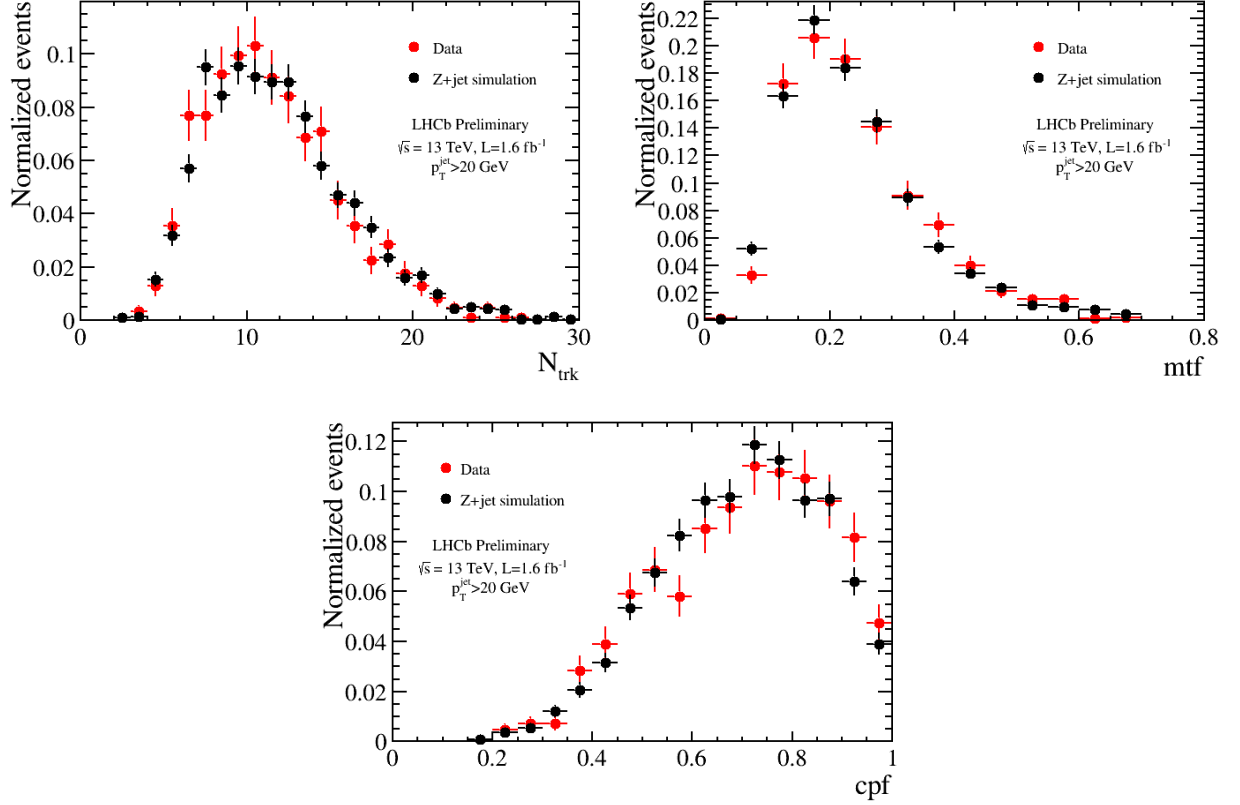 Normalized events
0.1
0.08
0.06
0.04
0.02
0
Data
Z+jet simulation
LHCb Preliminary
√s = 13 TeV, L=1.6 fb⁻¹
p_T^jet>20 GeV
0 10 20 30
N_trk
Normalized events
0.22
0.2
0.18
0.16
0.14
0.12
0.1
0.08
0.06
0.04
0.02
0
Data
Z+jet simulation
LHCb Preliminary
√s = 13 TeV, L=1.6 fb⁻¹
p_T^jet>20 GeV
0 0.2 0.4 0.6 0.8
mtf
Normalized events
0.12
0.1
0.08
0.06
0.04
0.02
0
Data
Z+jet simulation
LHCb Preliminary
√s = 13 TeV, L=1.6 fb⁻¹
p_T^jet>20 GeV
0 0.2 0.4 0.6 0.8 1
cpf